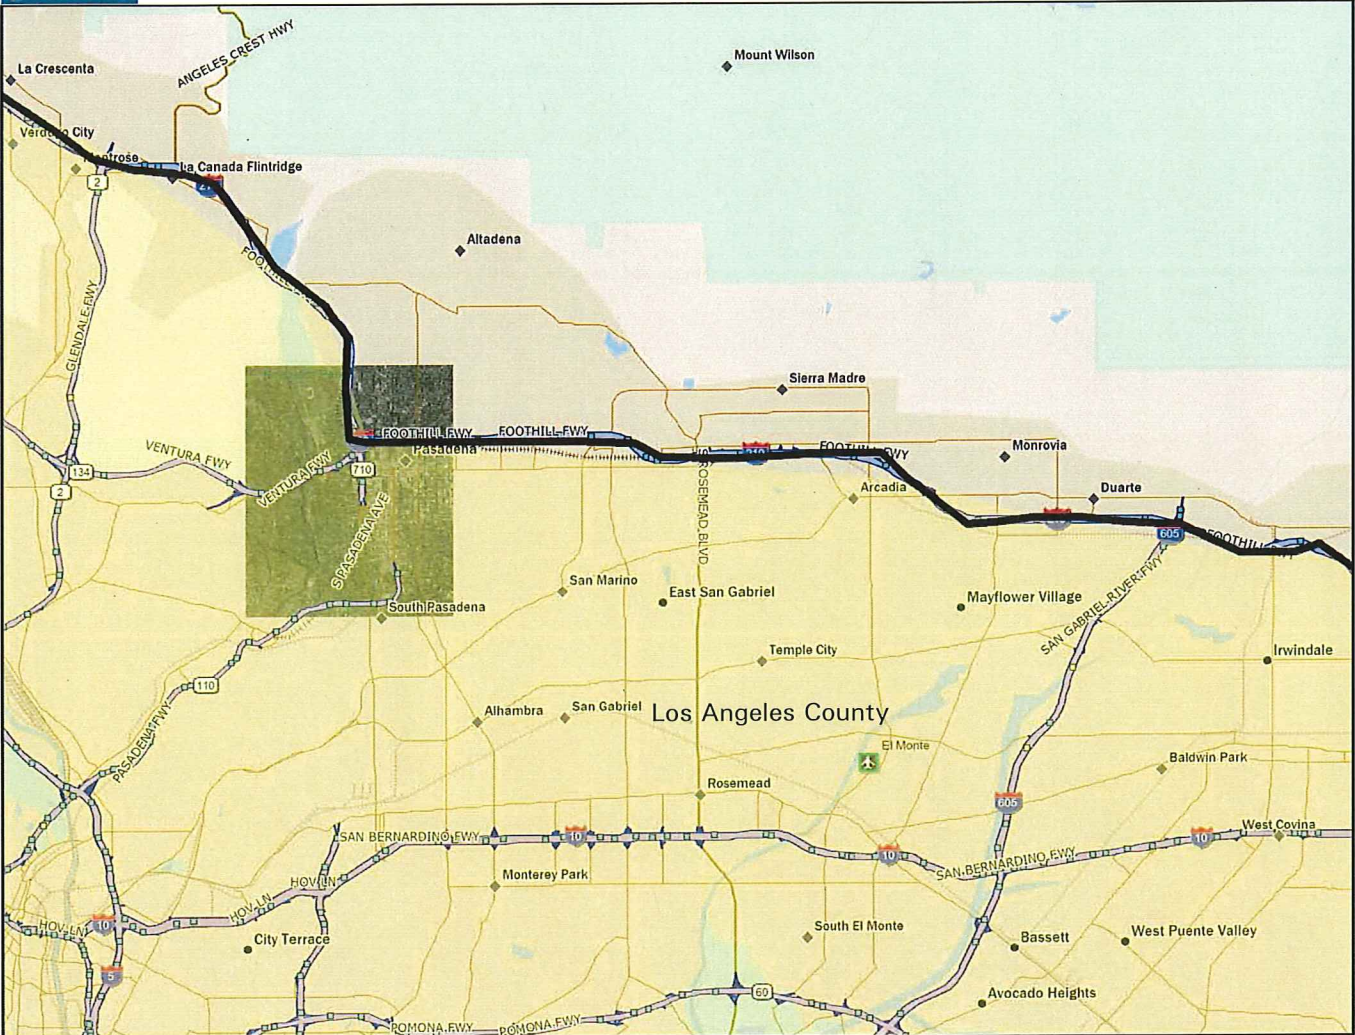 ANGELES CREST HWY
Mount Wilson
La Crescenta
Verdugo City
Montrose
La Canada Flintridge
2
210
Altadena
FOOTHILL
GLENDALE FWY
Sierra Madre
FOOTHILL FWY
FOOTHILL FWY
Pasadena
VENTURA FWY
VENTURA FWY
134
710
2
210
FOOTHILL FWY
Monrovia
ROSEMEAD BLVD
Arcadia
Duarte
S PASADENA AVE
605
FOOTHILL FWY
San Marino
East San Gabriel
Mayflower Village
SAN GABRIEL RIVER FWY
South Pasadena
Temple City
Irwindale
110
PASADENA FWY
Alhambra
San Gabriel
Los Angeles County
El Monte
Baldwin Park
Rosemead
605
SAN BERNARDINO FWY
10
10
SAN BERNARDINO FWY
10
West Covina
HOV LN
Monterey Park
HOV LN
HOV LN
10
City Terrace
South El Monte
Bassett
West Puente Valley
5
60
Avocado Heights
POMONA FWY
POMONA FWY